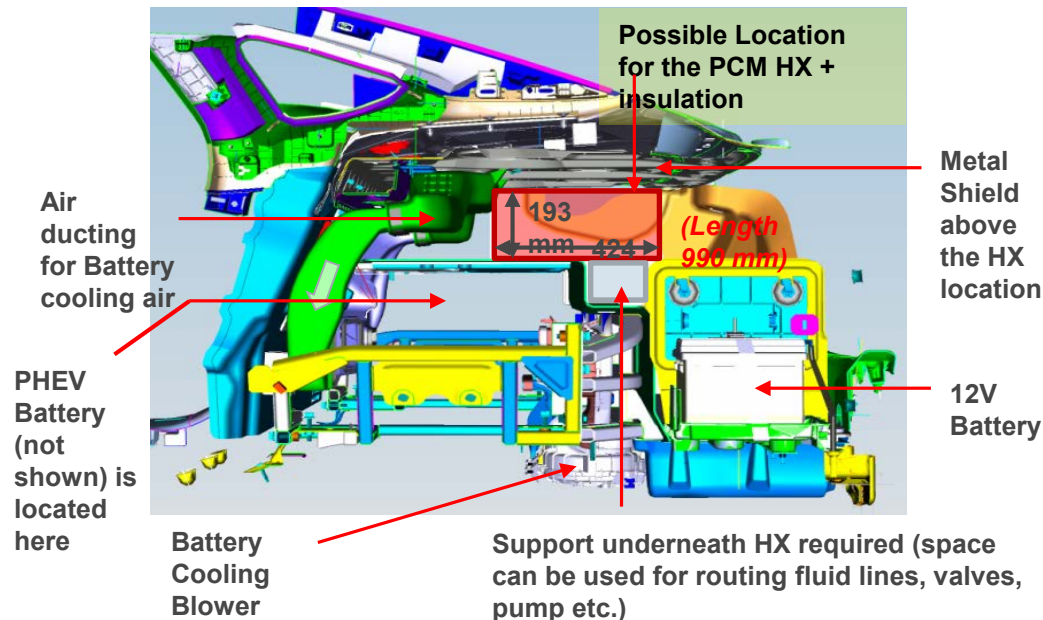 Possible Location
for the PCM HX +
insulation
Metal
Shield
above
the HX
location
Air
ducting
for Battery
cooling air
193
mm
424
(Length
990 mm)
PHEV
Battery
(not
shown) is
located
here
12V
Battery
Battery
Cooling
Blower
Support underneath HX required (space
can be used for routing fluid lines, valves,
pump etc.)